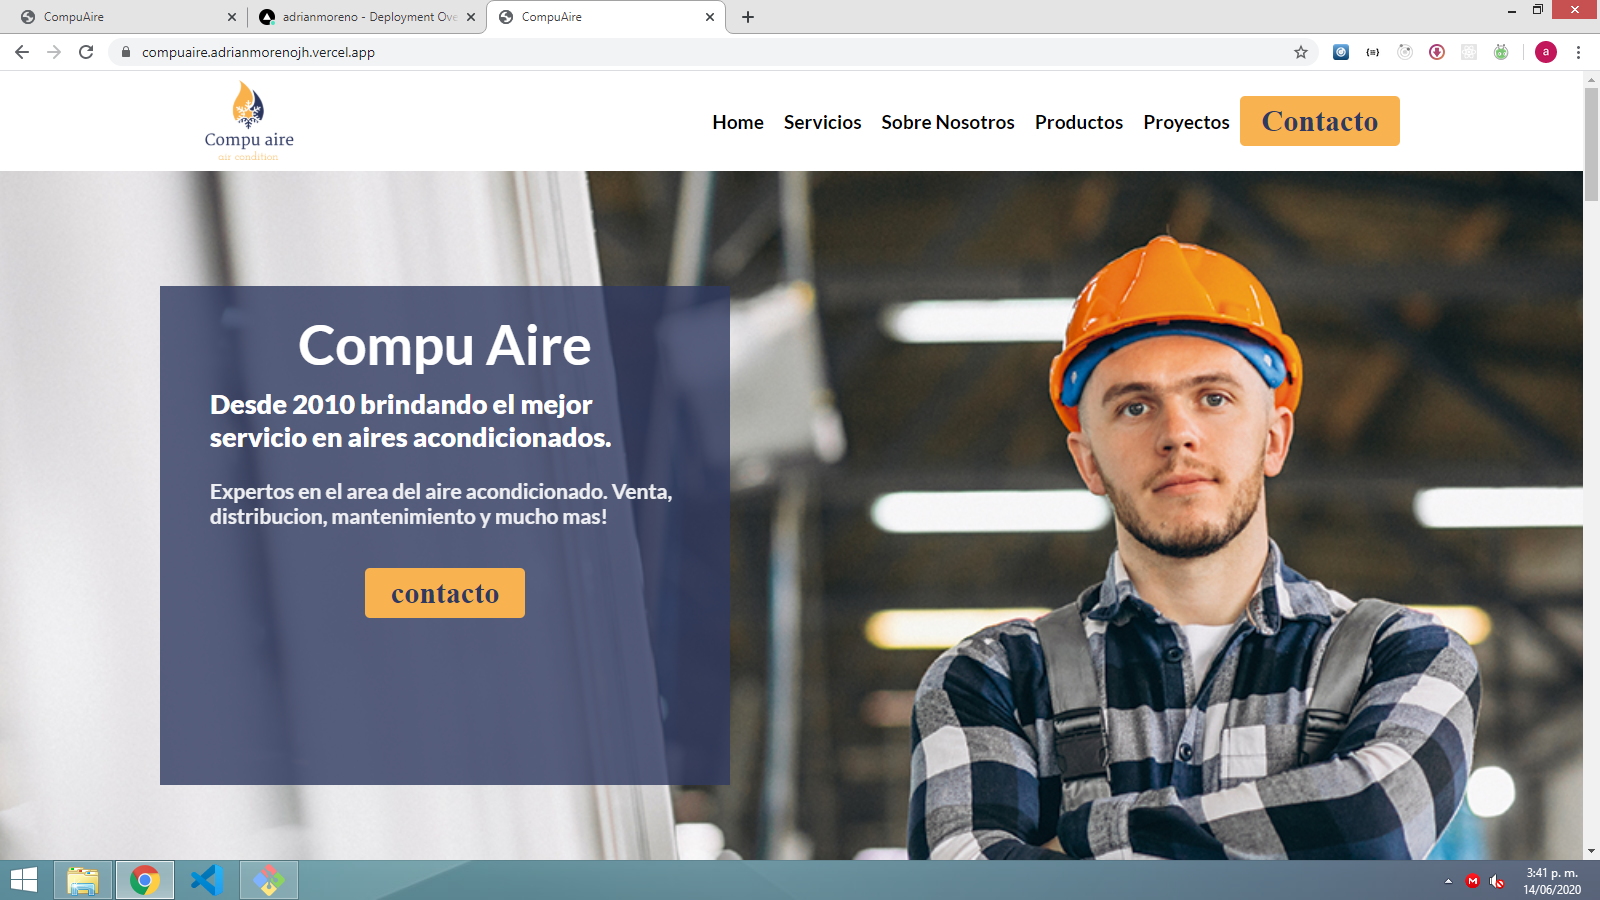 CompuAire
adrianmoreno - Deployment Ove
CompuAire
compuaire.adrianmorenojh.vercel.app
a
Compu aire
air condition
Home
Servicios
Sobre Nosotros
Productos
Proyectos
Contacto
Compu Aire
Desde 2010 brindando el mejor
servicio en aires acondicionados.
Expertos en el area del aire acondicionado. Venta,
distribucion, mantenimiento y mucho mas!
contacto
M
3:41 p. m.
14/06/2020